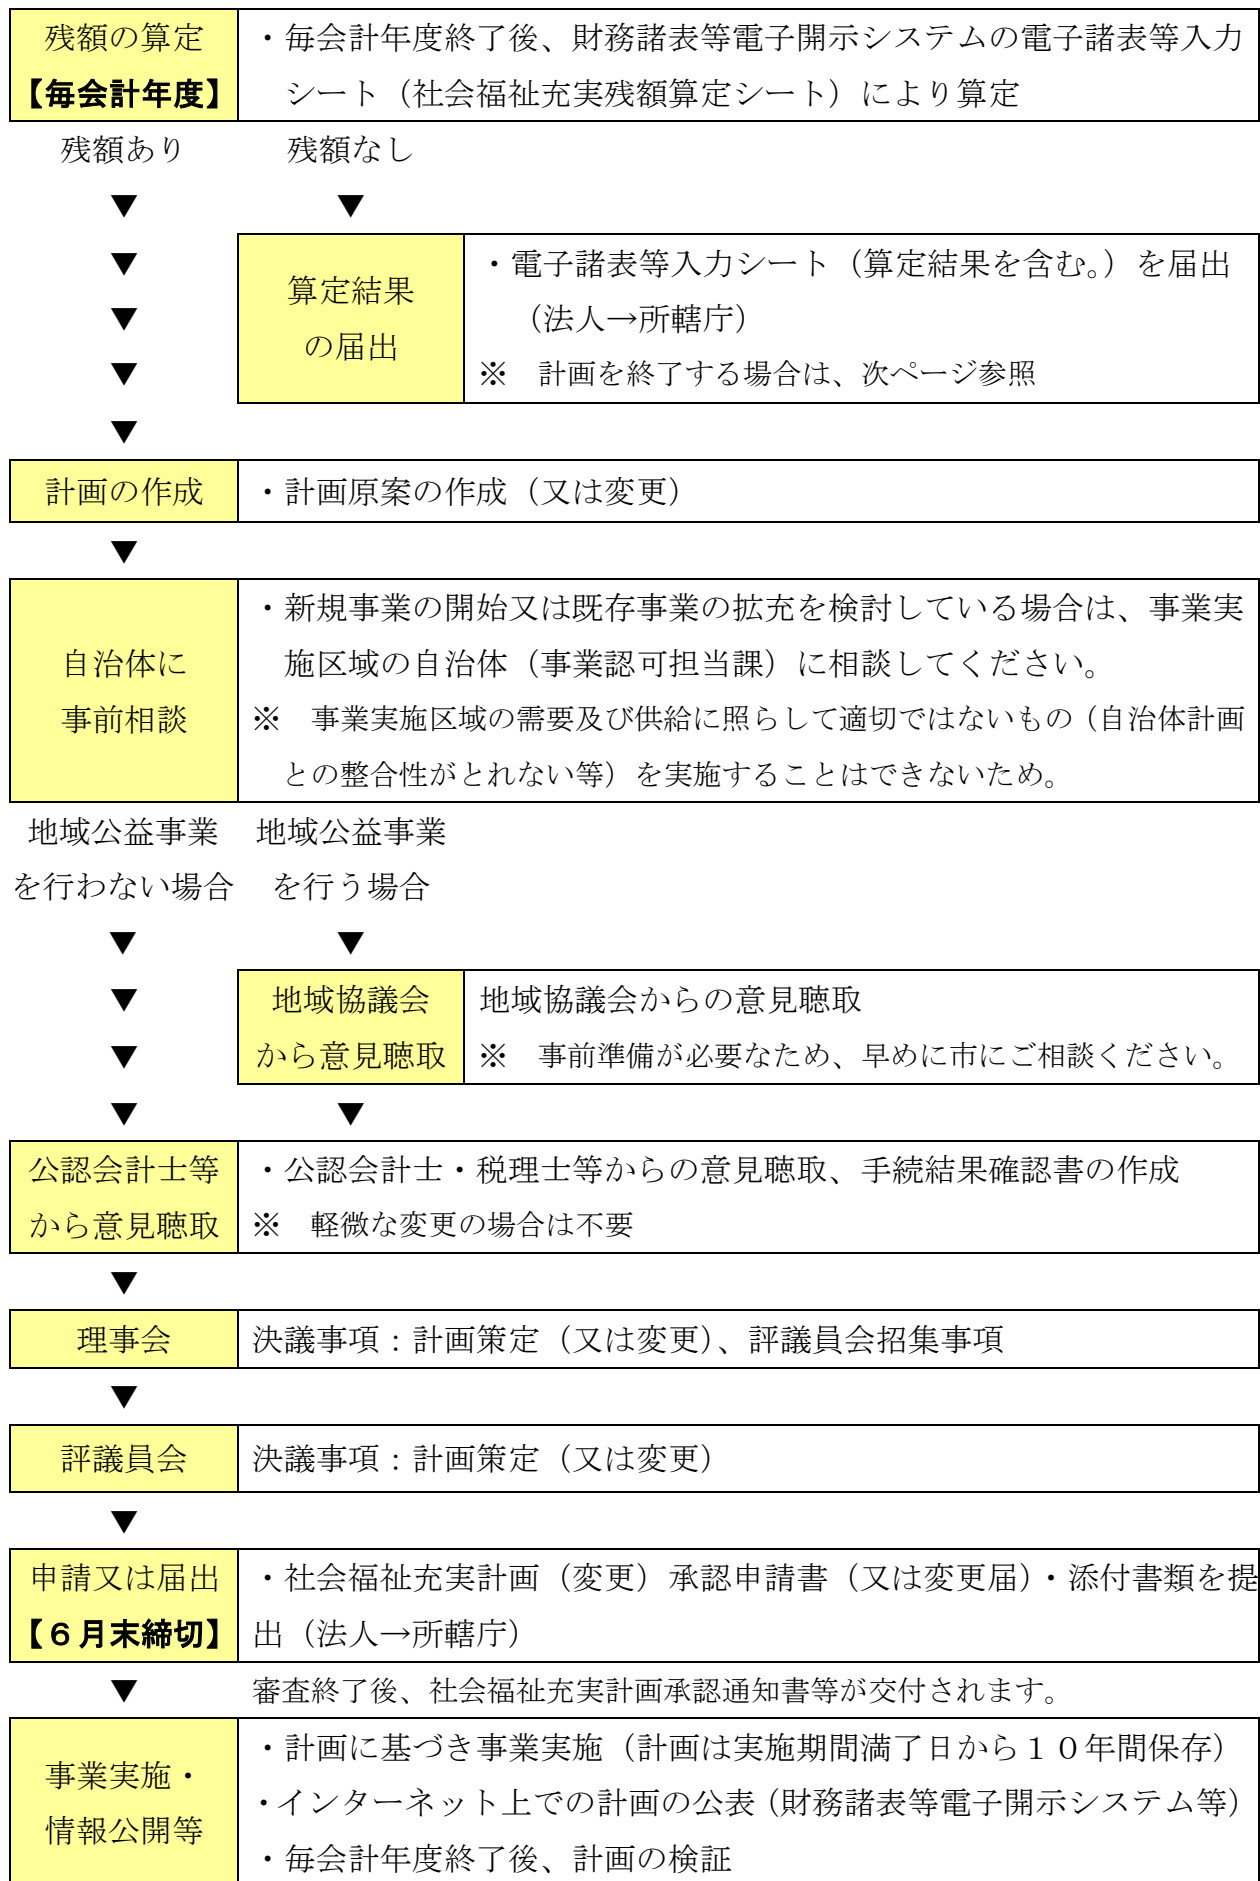 残額の算定
【毎会計年度】
・毎会計年度終了後、財務諸表等電子開示システムの電子諸表等入力
シート（社会福祉充実残額算定シート）により算定
残額あり　残額なし
▼　▼
▼
▼
▼
算定結果
の届出
・電子諸表等入力シート（算定結果を含む。）を届出
（法人→所轄庁）
※　計画を終了する場合は、次ページ参照
▼
計画の作成
・計画原案の作成（又は変更）
▼
自治体に
事前相談
・新規事業の開始又は既存事業の拡充を検討している場合は、事業実
施区域の自治体（事業認可担当課）に相談してください。
※　事業実施区域の需要及び供給に照らして適切ではないもの（自治体計画
との整合性がとれない等）を実施することはできないため。
地域公益事業
を行わない場合
地域公益事業
を行う場合
▼　▼
▼
▼
地域協議会
から意見聴取
地域協議会からの意見聴取
※　事前準備が必要なため、早めに市にご相談ください。
▼　▼
公認会計士等
から意見聴取
・公認会計士・税理士等からの意見聴取、手続結果確認書の作成
※　軽微な変更の場合は不要
▼
理事会
決議事項：計画策定（又は変更）、評議員会招集事項
▼
評議員会
決議事項：計画策定（又は変更）
▼
申請又は届出
【６月末締切】
・社会福祉充実計画（変更）承認申請書（又は変更届）・添付書類を提
出（法人→所轄庁）
▼　審査終了後、社会福祉充実計画承認通知書等が交付されます。
事業実施・
情報公開等
・計画に基づき事業実施（計画は実施期間満了日から１０年間保存）
・インターネット上での計画の公表（財務諸表等電子開示システム等）
・毎会計年度終了後、計画の検証